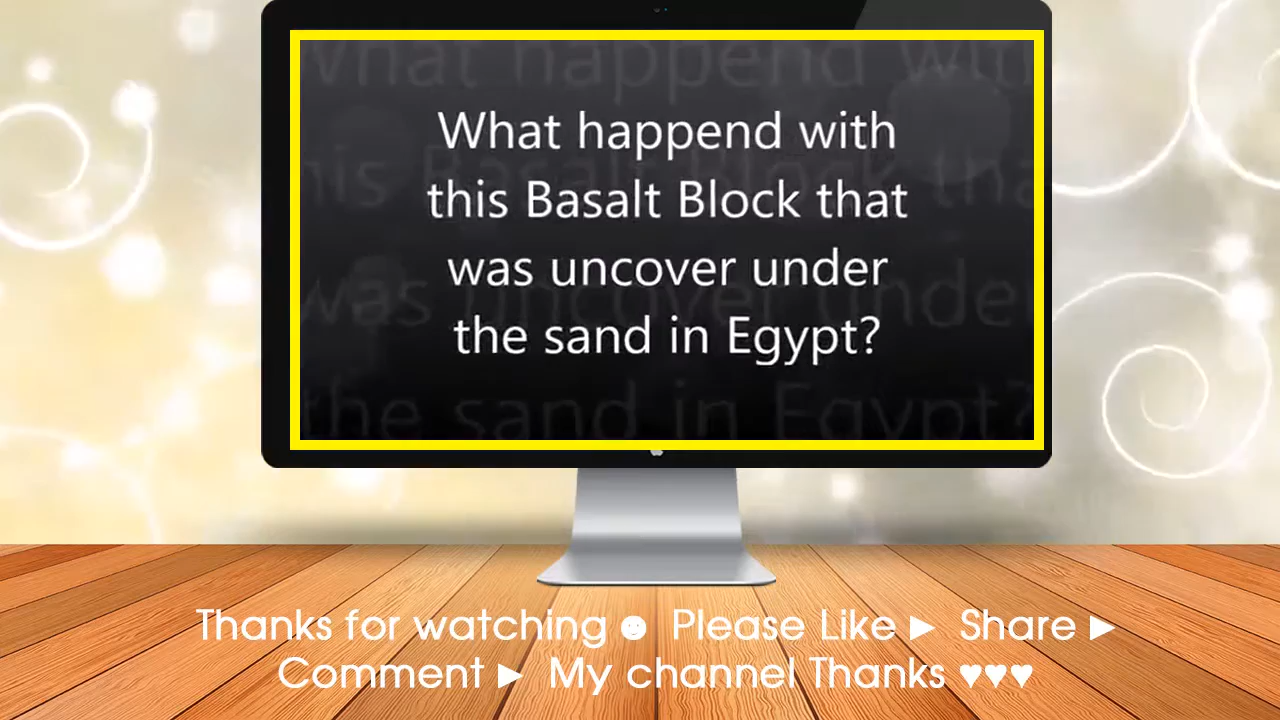 What happend with
this Basalt Block that
was uncover under
the sand in Egypt?
Thanks for watching ☻ Please Like ► Share ►
Comment ► My channel Thanks ♥♥♥